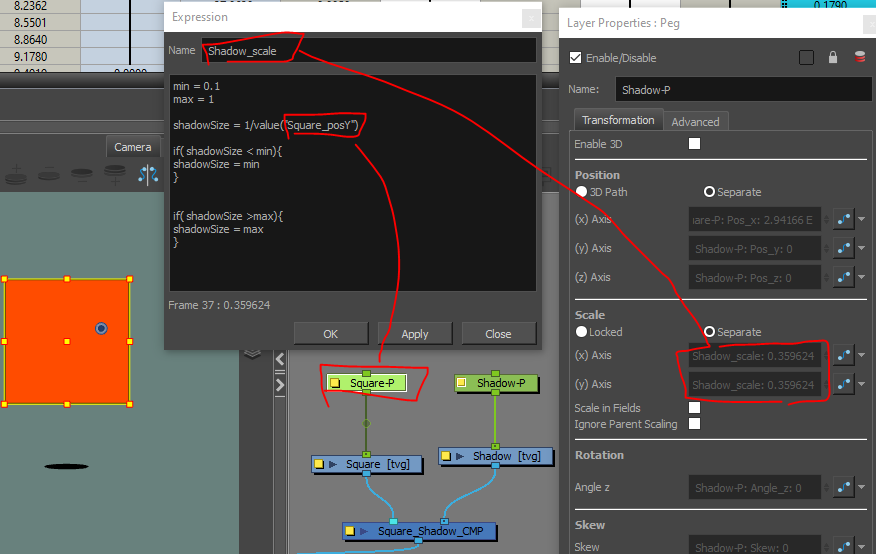 8.2362
8.5501
8.8640
9.1780
0.1790
Expression
Name Shadow_scale
min = 0.1
max = 1
shadowSize = 1/value("Square_posY")
if( shadowSize < min){
shadowSize = min
}
if( shadowSize >max){
shadowSize = max
}
Frame 37 : 0.359624
OK Apply Close
Camera
Square-P
Shadow-P
Square [tvg]
Shadow [tvg]
Square_Shadow_CMP
Layer Properties : Peg
Enable/Disable
Name: Shadow-P
Transformation Advanced
Enable 3D
Position
3D Path Separate
(x) Axis are-P: Pos_x: 2.94166 E
(y) Axis Shadow-P: Pos_y: 0
(z) Axis Shadow-P: Pos_z: 0
Scale
Locked Separate
(x) Axis Shadow_scale: 0.359624
(y) Axis Shadow_scale: 0.359624
Scale in Fields
Ignore Parent Scaling
Rotation
Angle z Shadow-P: Angle_z: 0
Skew
Skew Shadow-P: Skew: 0